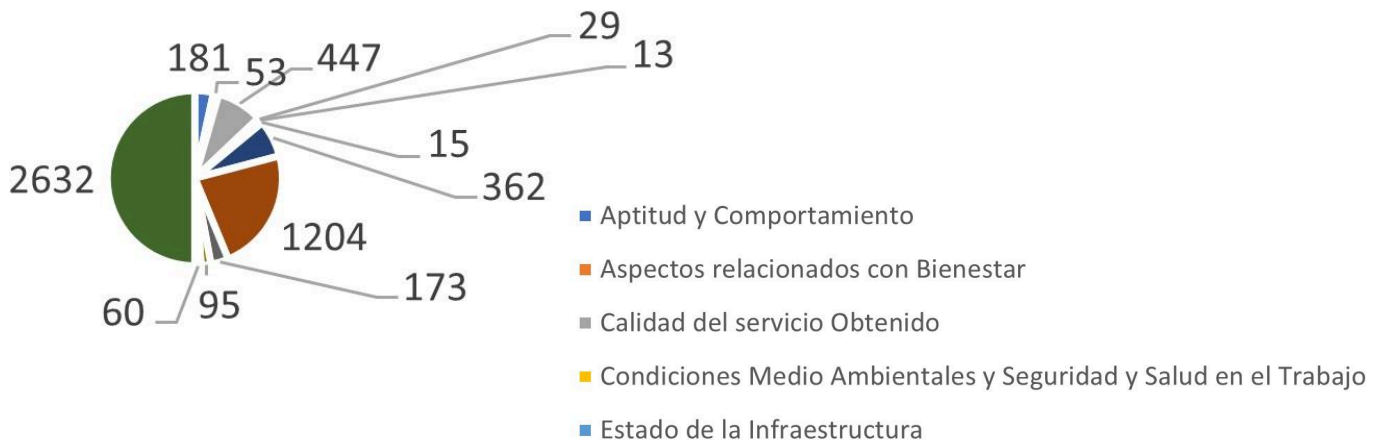 29
13
181
53
447
15
2632
362
1204
173
60
95
Aptitud y Comportamiento
Aspectos relacionados con Bienestar
Calidad del servicio Obtenido
Condiciones Medio Ambientales y Seguridad y Salud en el Trabajo
Estado de la Infraestructura